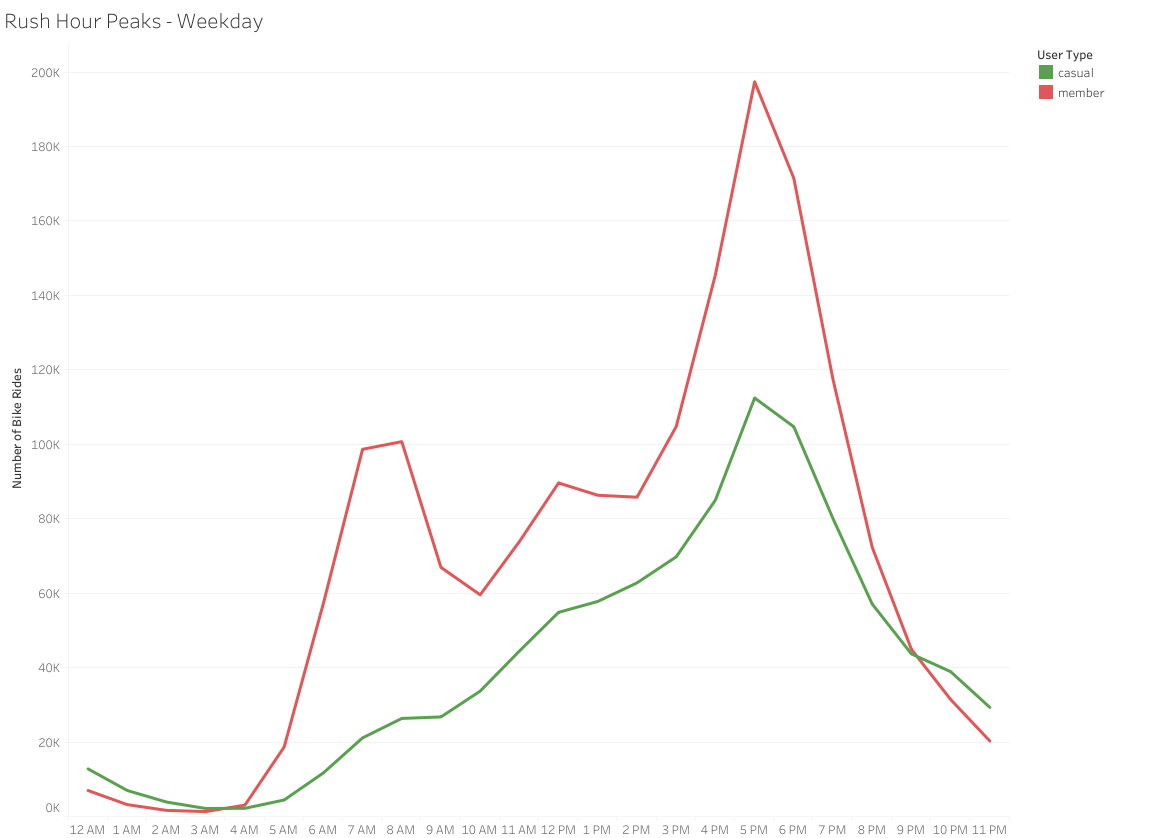 Rush Hour Peaks - Weekday
User Type
casual
member
200K
180K
160K
140K
120K
100K
80K
60K
40K
20K
0K
Number of Bike Rides
12 AM 1 AM 2 AM 3 AM 4 AM 5 AM 6 AM 7 AM 8 AM 9 AM 10 AM 11 AM 12 PM 1 PM 2 PM 3 PM 4 PM 5 PM 6 PM 7 PM 8 PM 9 PM 10 PM 11 PM